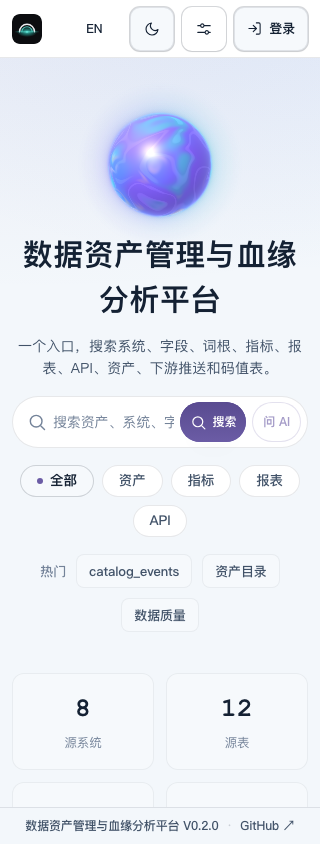 EN
登录
数据资产管理与血缘
分析平台
一个入口，搜索系统、字段、词根、指标、报
表、API、资产、下游推送和码值表。
搜索资产、系统、字 搜索 问 AI
全部 资产 指标 报表
API
热门 catalog_events 资产目录
数据质量
8 12
源系统 源表
数据资产管理与血缘分析平台 V0.2.0 · GitHub ↗